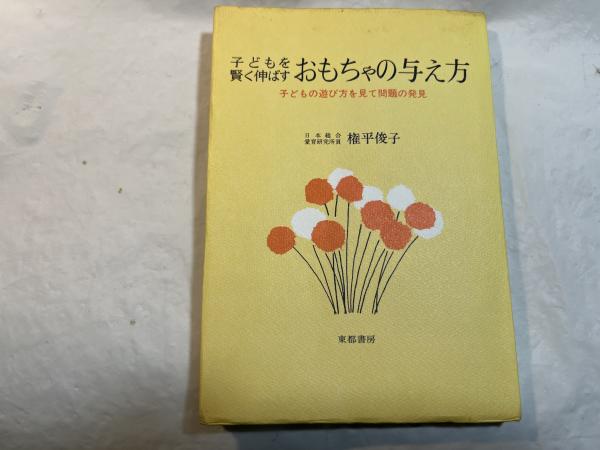 子どもを
賢く伸ばす
おもちゃの与え方
子どもの遊び方を見て問題の発見
日本総合
愛育研究所員
権平俊子
東都書房